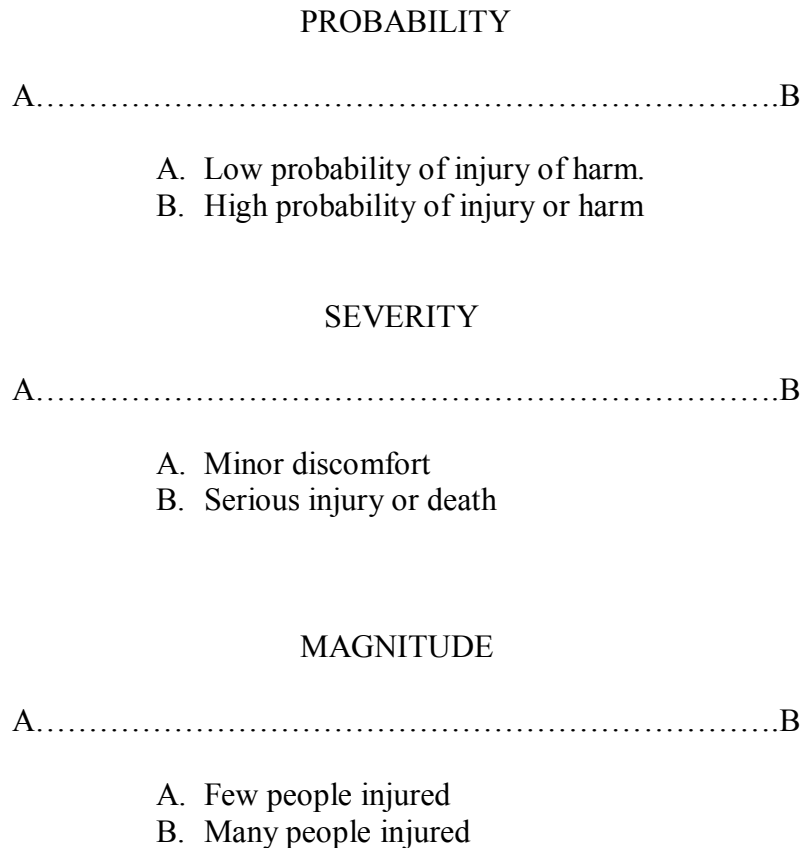 PROBABILITY
A……………………………………………………………….B
A. Low probability of injury of harm.
B. High probability of injury or harm
SEVERITY
A……………………………………………………………….B
A. Minor discomfort
B. Serious injury or death
MAGNITUDE
A……………………………………………………………….B
A. Few people injured
B. Many people injured